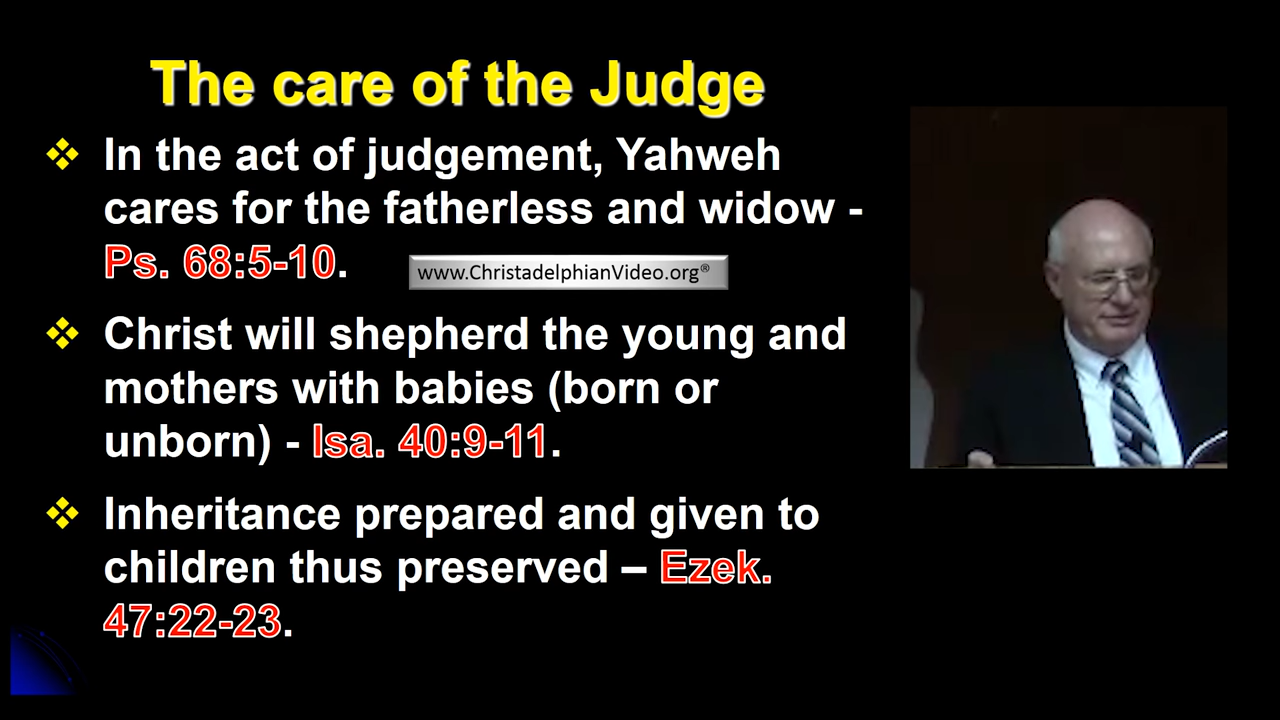 The care of the Judge
In the act of judgement, Yahweh
cares for the fatherless and widow -
Ps. 68:5-10.
www.ChristadelphianVideo.org®
Christ will shepherd the young and
mothers with babies (born or
unborn) - Isa. 40:9-11.
Inheritance prepared and given to
children thus preserved – Ezek.
47:22-23.